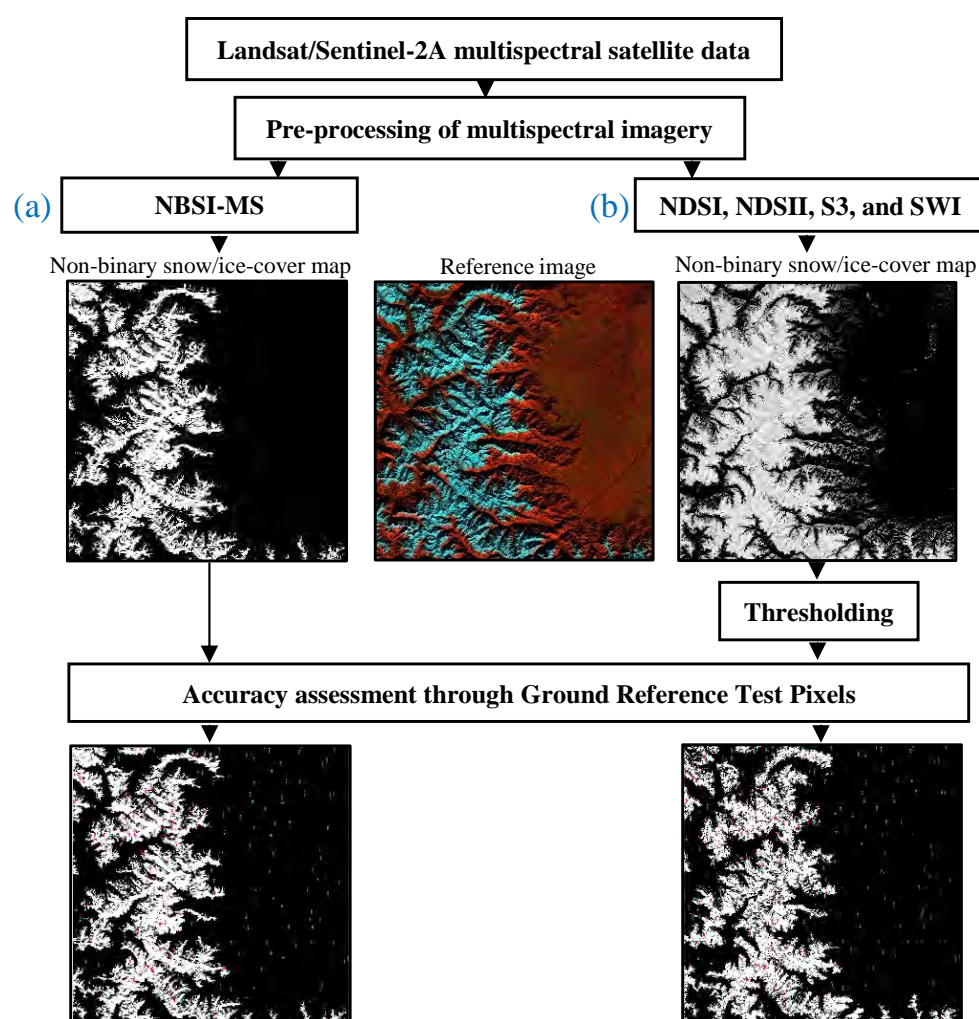 Landsat/Sentinel-2A multispectral satellite data
Pre-processing of multispectral imagery
(a)
NBSI-MS
(b)
NDSI, NDSII, S3, and SWI
Non-binary snow/ice-cover map
Reference image
Non-binary snow/ice-cover map
Thresholding
Accuracy assessment through Ground Reference Test Pixels